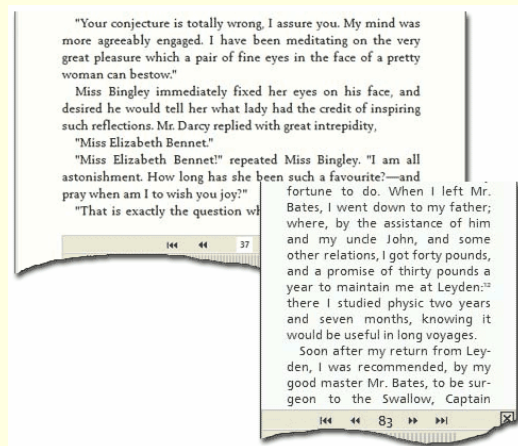 "Your conjecture is totally wrong, I assure you. My mind was
more agreeably engaged. I have been meditating on the very
great pleasure which a pair of fine eyes in the face of a pretty
woman can bestow."
Miss Bingley immediately fixed her eyes on his face, and
desired he would tell her what lady had the credit of inspiring
such reflections. Mr. Darcy replied with great intrepidity,
"Miss Elizabeth Bennet."
"Miss Elizabeth Bennet!" repeated Miss Bingley. "I am all
astonishment. How long has she been such a favourite?—and
pray when am I to wish you joy?"
"That is exactly the question
37
fortune to do. When I left Mr.
Bates, I went down to my father;
where, by the assistance of him
and my uncle John, and some
other relations, I got forty pounds,
and a promise of thirty pounds a
year to maintain me at Leyden:¹²
there I studied physic two years
and seven months, knowing it
would be useful in long voyages.
Soon after my return from Ley-
den, I was recommended, by my
good master Mr. Bates, to be sur-
geon to the Swallow, Captain
83